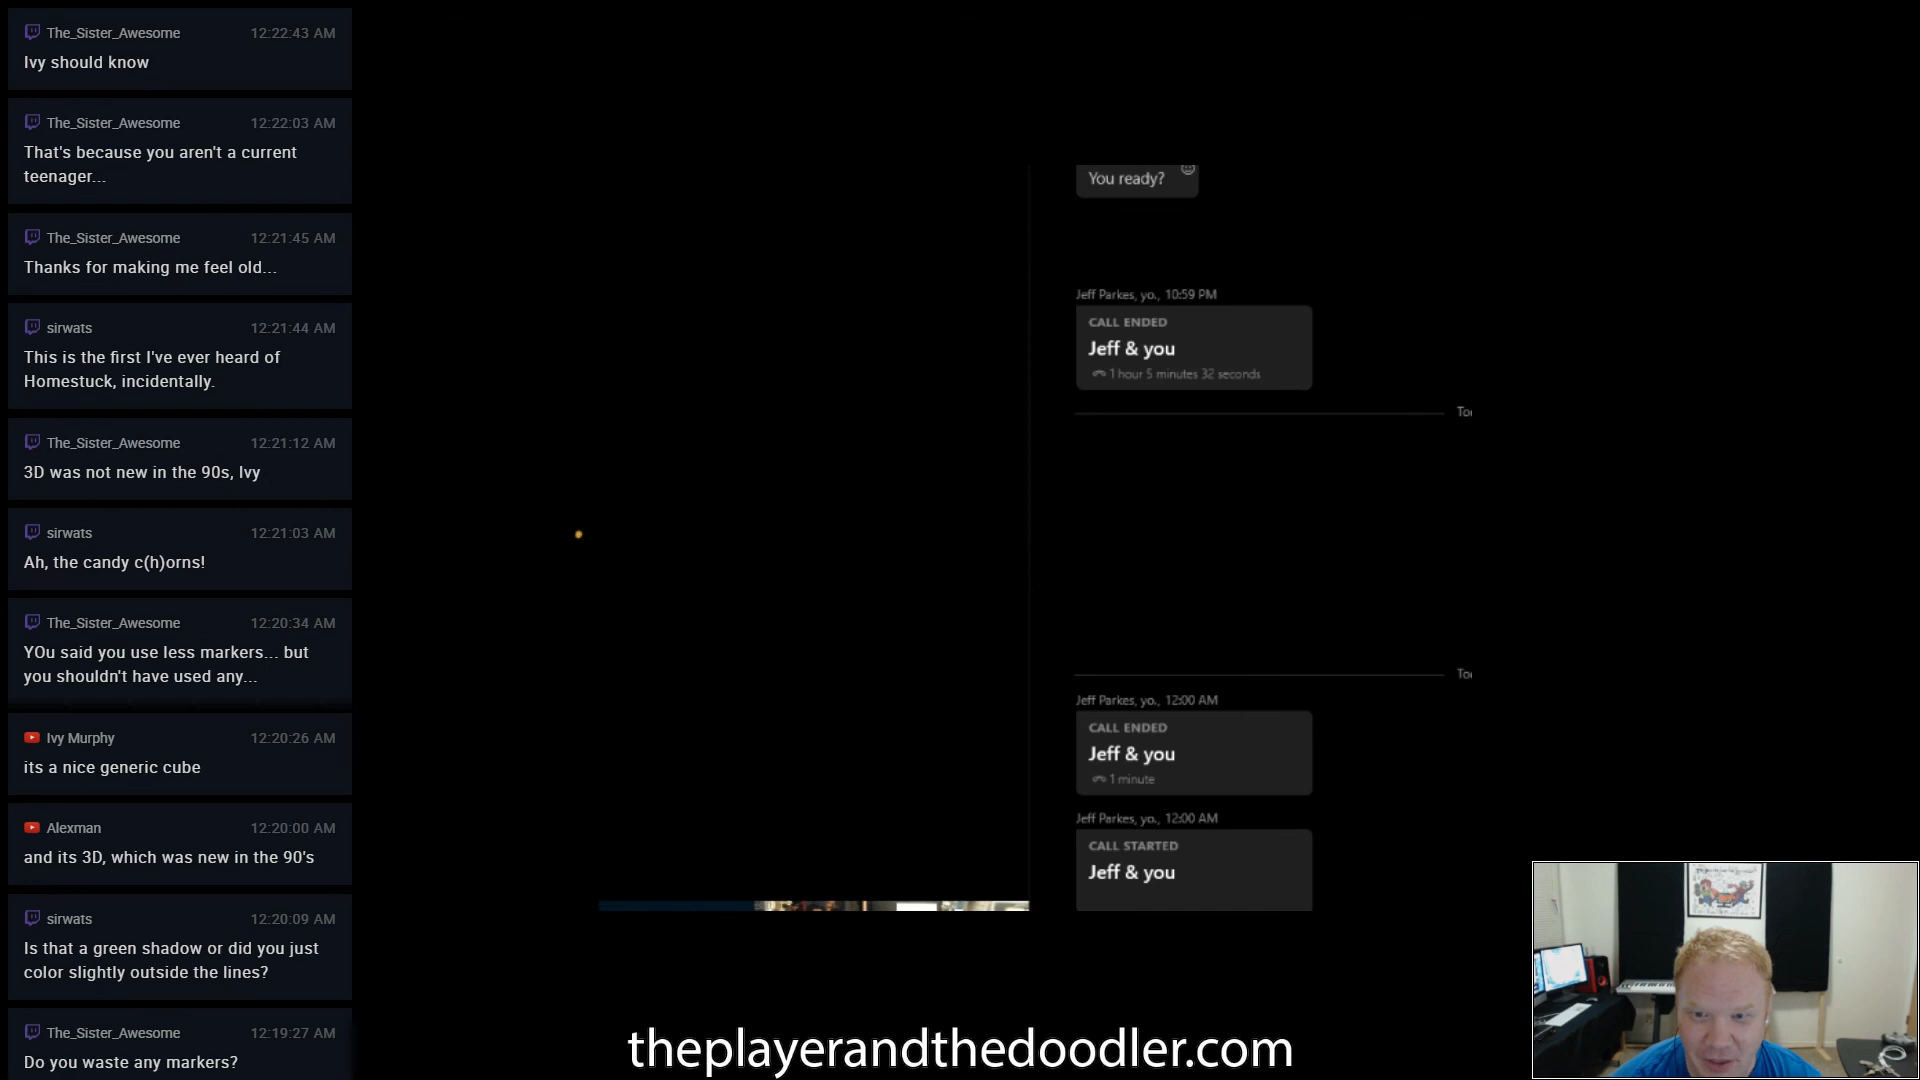 The_Sister_Awesome 12:22:43 AM
Ivy should know
The_Sister_Awesome 12:22:03 AM
That's because you aren't a current
teenager...
The_Sister_Awesome 12:21:45 AM
Thanks for making me feel old...
sirwats 12:21:44 AM
This is the first I've ever heard of
Homestuck, incidentally.
The_Sister_Awesome 12:21:12 AM
3D was not new in the 90s, Ivy
sirwats 12:21:03 AM
Ah, the candy c(h)orns!
The_Sister_Awesome 12:20:34 AM
YOu said you use less markers... but
you shouldn't have used any...
Ivy Murphy 12:20:26 AM
its a nice generic cube
Alexman 12:20:00 AM
and its 3D, which was new in the 90's
sirwats 12:20:09 AM
Is that a green shadow or did you just
color slightly outside the lines?
The_Sister_Awesome 12:19:27 AM
Do you waste any markers?
You ready?
Jeff Parkes, yo., 10:59 PM
CALL ENDED
Jeff & you
1 hour 5 minutes 32 seconds
Jeff Parkes, yo., 12:00 AM
CALL ENDED
Jeff & you
1 minute
Jeff Parkes, yo., 12:00 AM
CALL STARTED
Jeff & you
theplayerandthedoodler.com